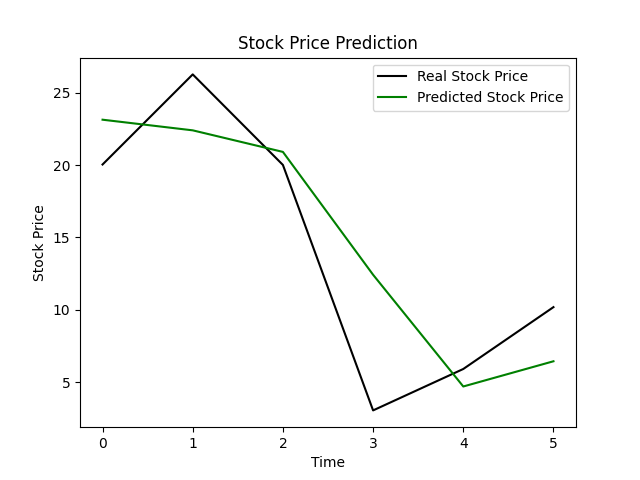 Stock Price Prediction
Real Stock Price
Predicted Stock Price
Stock Price
25
20
15
10
5
0 1 2 3 4 5
Time